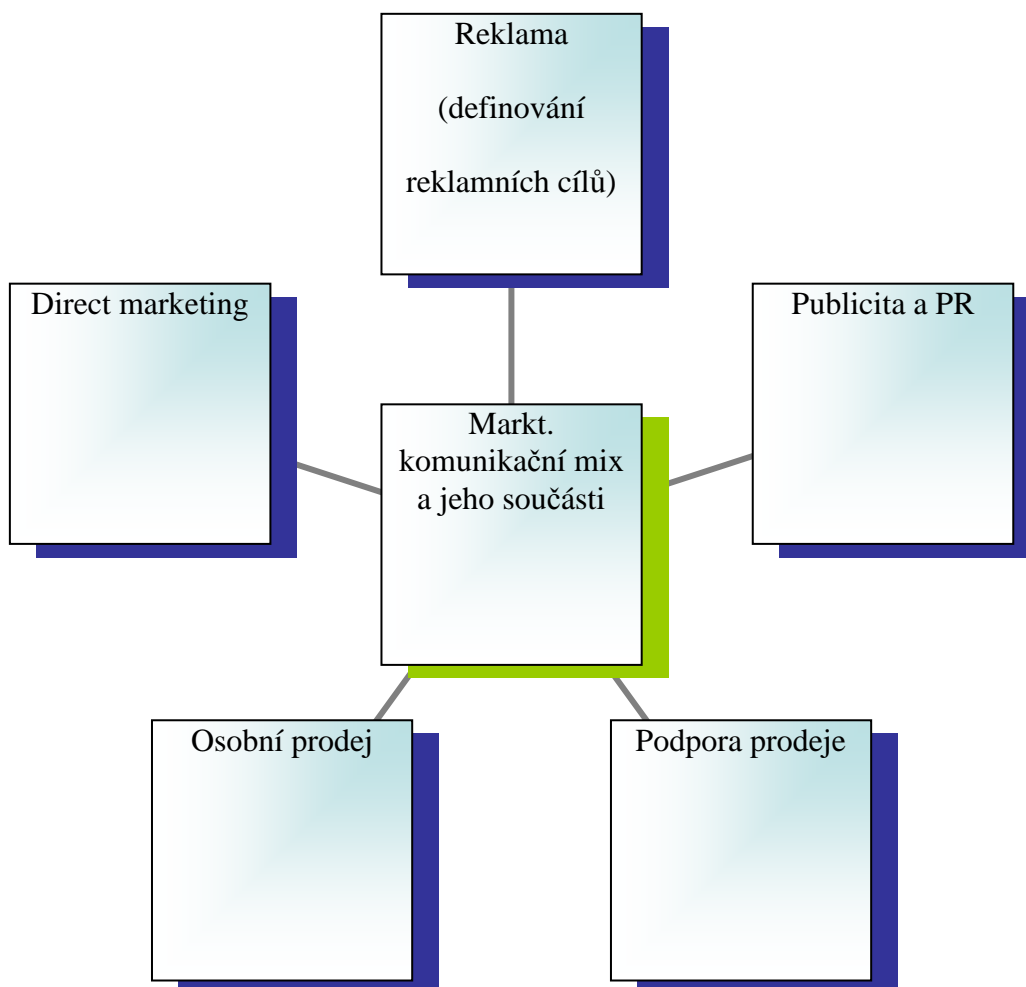 Reklama
(definování
reklamních cílů)
Direct marketing
Publicita a PR
Markt.
komunikační mix
a jeho součásti
Osobní prodej
Podpora prodeje